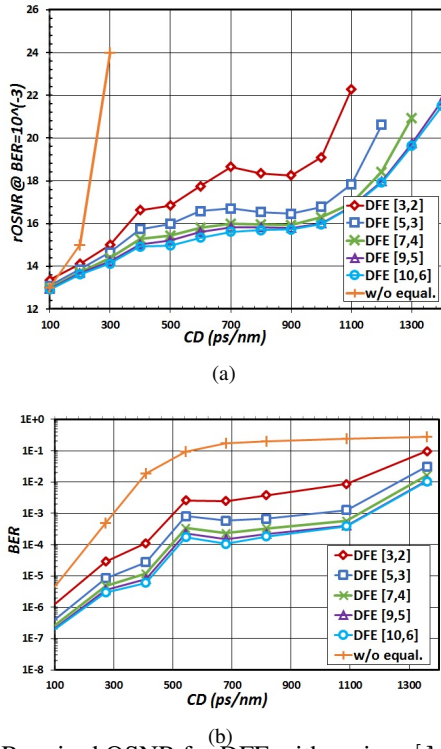 26
24
22
20
18
16
14
12
rOSNR @ BER=10^(-3)
100 300 500 700 900 1100 1300
CD (ps/nm)
DFE [3,2]
DFE [5,3]
DFE [7,4]
DFE [9,5]
DFE [10,6]
w/o equal.
(a)
1E+0
1E-1
1E-2
1E-3
1E-4
1E-5
1E-6
1E-7
1E-8
BER
100 300 500 700 900 1100 1300
CD (ps/nm)
DFE [3,2]
DFE [5,3]
DFE [7,4]
DFE [9,5]
DFE [10,6]
w/o equal.
(b)